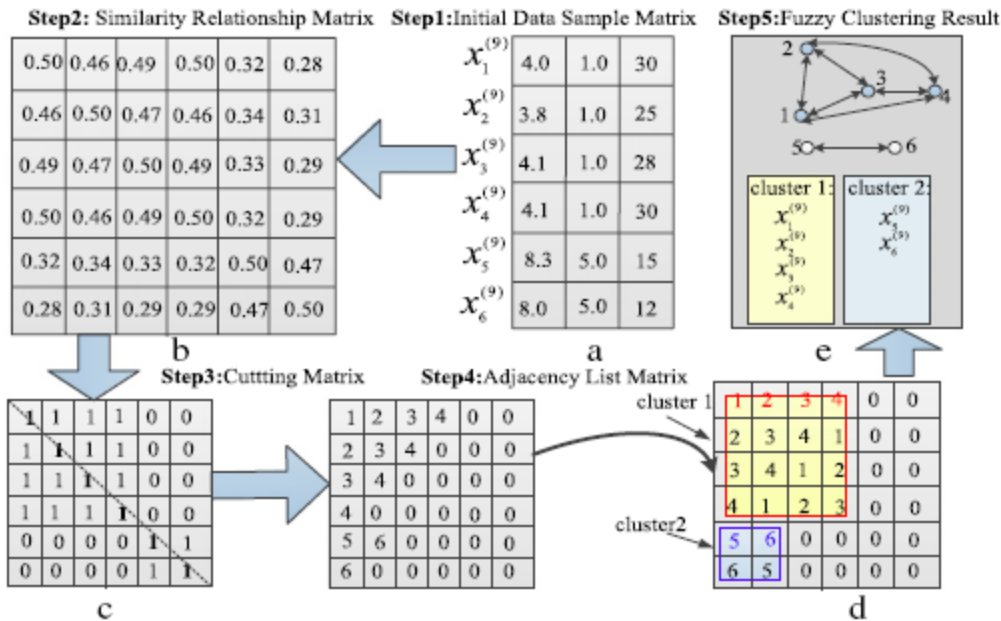 Step2: Similarity Relationship Matrix
0.50 0.46 0.49 0.50 0.32 0.28
0.46 0.50 0.47 0.46 0.34 0.31
0.49 0.47 0.50 0.49 0.33 0.29
0.50 0.46 0.49 0.50 0.32 0.29
0.32 0.34 0.33 0.32 0.50 0.47
0.28 0.31 0.29 0.29 0.47 0.50
b
Step1:Initial Data Sample Matrix
x₁⁽⁹⁾ 4.0 1.0 30
x₂⁽⁹⁾ 3.8 1.0 25
x₃⁽⁹⁾ 4.1 1.0 28
x₄⁽⁹⁾ 4.1 1.0 30
x₅⁽⁹⁾ 8.3 5.0 15
x₆⁽⁹⁾ 8.0 5.0 12
a
Step5:Fuzzy Clustering Result
2
3
4
1
5 6
cluster 1:
x₁⁽⁹⁾
x₂⁽⁹⁾
x₃⁽⁹⁾
x₄⁽⁹⁾
cluster 2:
x₅⁽⁹⁾
x₆⁽⁹⁾
e
Step3:Cuttting Matrix
1 1 1 1 0 0
1 1 1 1 0 0
1 1 1 1 0 0
1 1 1 1 0 0
0 0 0 0 1 1
0 0 0 0 1 1
c
Step4:Adjacency List Matrix
1 2 3 4 0 0
2 3 4 0 0 0
3 4 0 0 0 0
4 0 0 0 0 0
5 6 0 0 0 0
6 0 0 0 0 0
cluster 1
cluster2
1 2 3 4 0 0
2 3 4 1 0 0
3 4 1 2 0 0
4 1 2 3 0 0
5 6 0 0 0 0
6 5 0 0 0 0
d